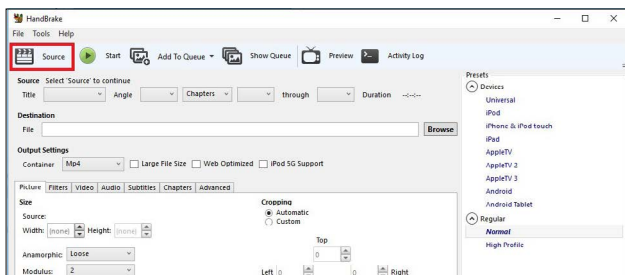 HandBrake
File Tools Help
Source Start Add To Queue Show Queue Preview Activity Log
Source Select 'Source' to continue
Title Angle Chapters through Duration --:--:--
Destination
File Browse
Output Settings
Container Mp4 Large File Size Web Optimized iPod 5G Support
Picture Filters Video Audio Subtitles Chapters Advanced
Size
Source:
Width: (none) Height: (none)
Anamorphic: Loose
Modulus: 2
Cropping
Automatic
Custom
Top
0
Left 0 0 Right
Presets
Devices
Universal
iPod
iPhone & iPod touch
iPad
AppleTV
AppleTV 2
AppleTV 3
Android
Android Tablet
Regular
Normal
High Profile